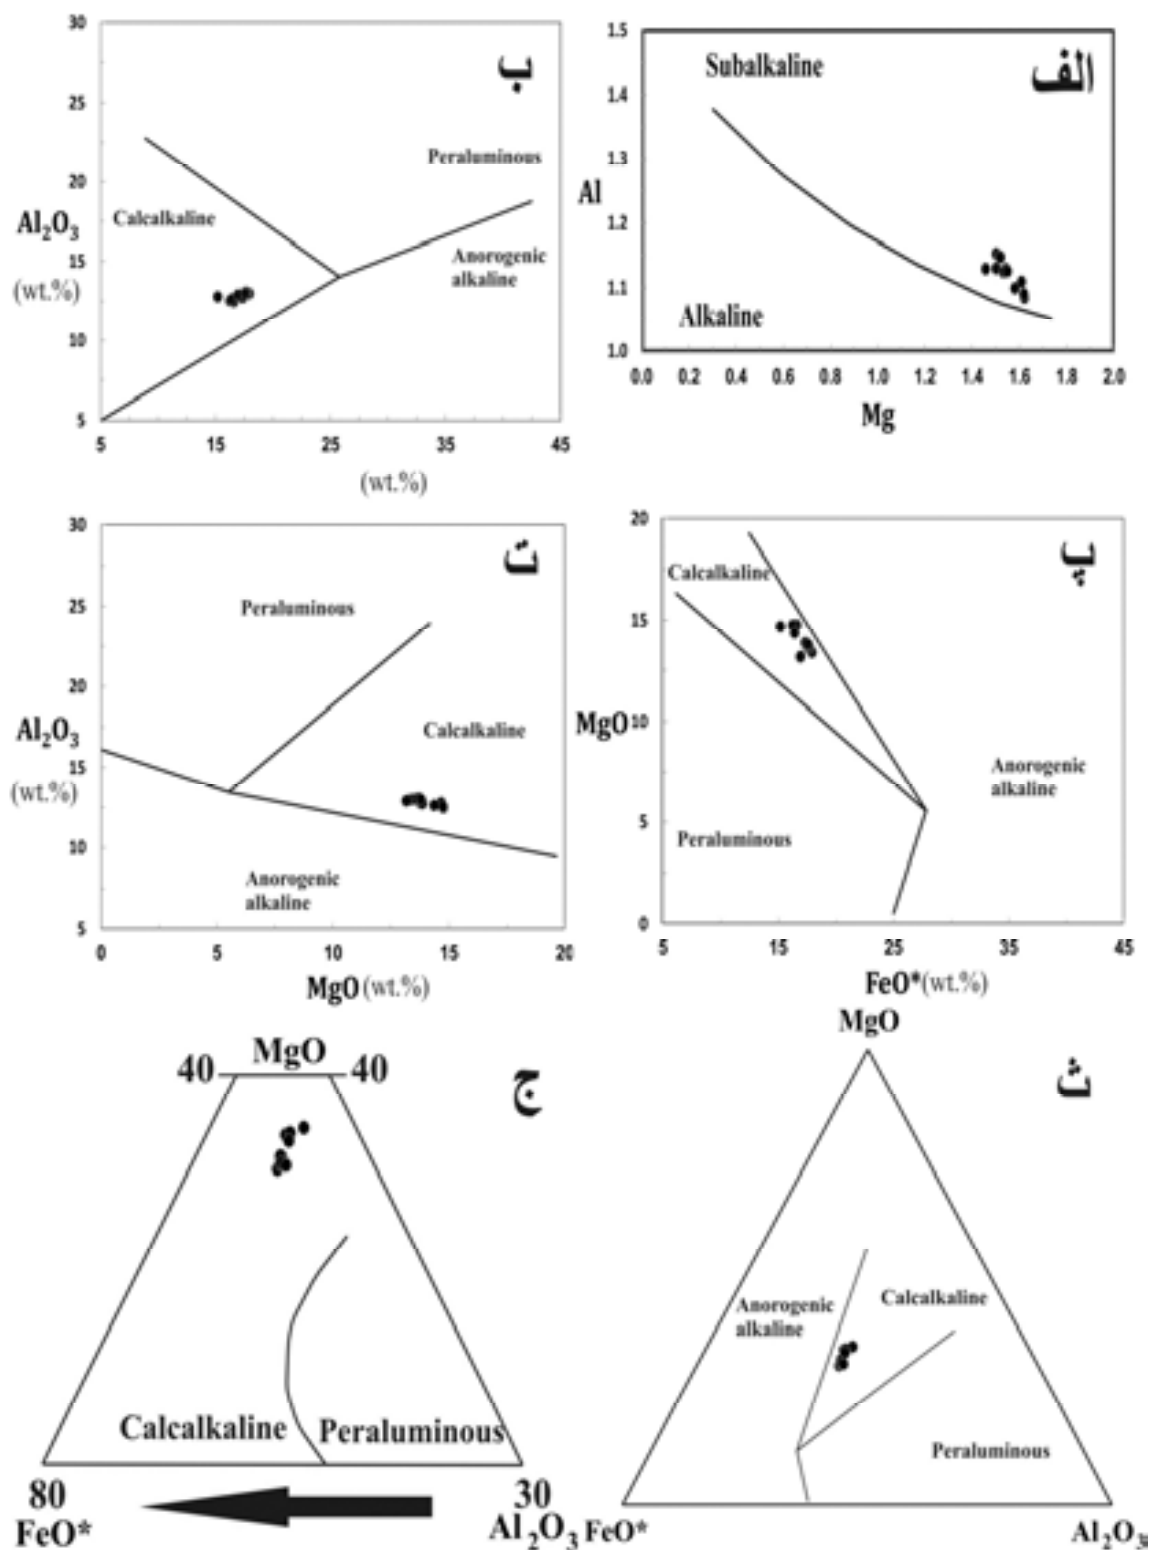 الف
1.5
1.4
1.3
1.2
1.1
1.0
Al
Subalkaline
Alkaline
0.0 0.2 0.4 0.6 0.8 1.0 1.2 1.4 1.6 1.8 2.0
Mg
ب
30
25
20
15
10
5
Al₂O₃
(wt.%)
Peraluminous
Calcalkaline
Anorogenic
alkaline
5 15 25 35 45
(wt.%)
پ
20
15
10
5
0
MgO
Calcalkaline
Anorogenic
alkaline
Peraluminous
5 15 25 35 45
FeO* (wt.%)
ت
30
25
20
15
10
5
Al₂O₃
(wt.%)
Peraluminous
Calcalkaline
Anorogenic
alkaline
0 5 10 15 20
MgO (wt.%)
ث
MgO
Anorogenic
alkaline
Calcalkaline
Peraluminous
FeO* Al₂O₃
ج
MgO
40 40
Calcalkaline Peraluminous
80 30
FeO* Al₂O₃